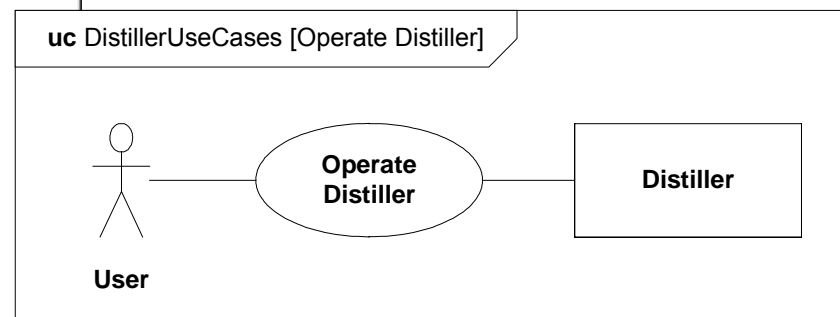 uc DistillerUseCases [Operate Distiller]
Operate
Distiller
Distiller
User